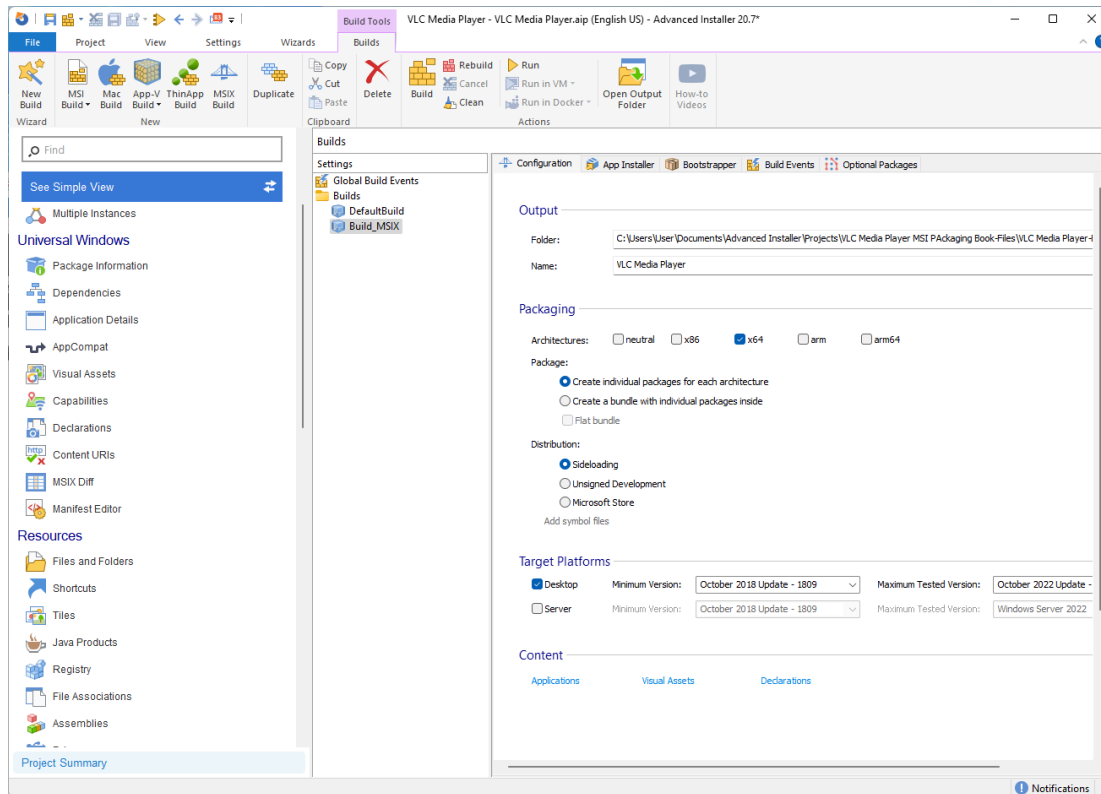 Build Tools
VLC Media Player - VLC Media Player.aip (English US) - Advanced Installer 20.7*
File Project View Settings Wizards Builds
New Build
MSI Build
Mac Build
App-V Build
ThinApp Build
MSIX Build
Duplicate
Copy
Cut
Paste
Delete
Build
Rebuild
Cancel
Clean
Run
Run in VM
Run in Docker
Open Output Folder
How-to Videos
Wizard New Clipboard Actions
Find
See Simple View
Multiple Instances
Universal Windows
Package Information
Dependencies
Application Details
AppCompat
Visual Assets
Capabilities
Declarations
http
Content URIs
MSIX Diff
Manifest Editor
Resources
Files and Folders
Shortcuts
Tiles
Java Products
Registry
File Associations
Assemblies
Project Summary
Builds
Settings
Global Build Events
Builds
DefaultBuild
Build_MSIX
Configuration App Installer Bootstrapper Build Events Optional Packages
Output
Folder: C:\Users\User\Documents\Advanced Installer\Projects\VLC Media Player MSI PAckaging Book-Files\VLC Media Player-
Name: VLC Media Player
Packaging
Architectures: neutral x86 x64 arm arm64
Package:
Create individual packages for each architecture
Create a bundle with individual packages inside
Flat bundle
Distribution:
Sideloading
Unsigned Development
Microsoft Store
Add symbol files
Target Platforms
Desktop Minimum Version: October 2018 Update - 1809 Maximum Tested Version: October 2022 Update -
Server Minimum Version: October 2018 Update - 1809 Maximum Tested Version: Windows Server 2022
Content
Applications Visual Assets Declarations
Notifications